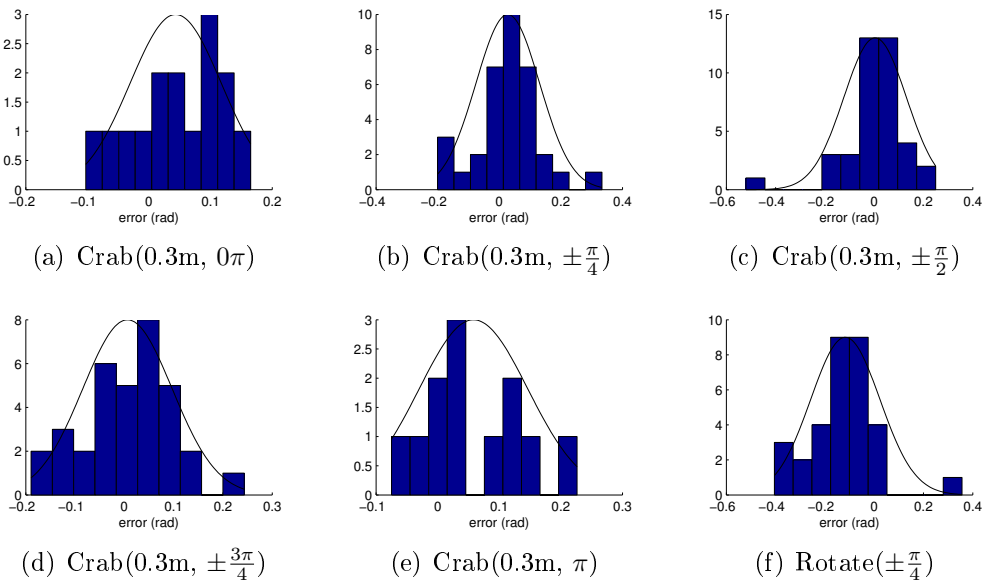 3
2.5
2
1.5
1
0.5
0
−0.2 −0.1 0 0.1 0.2
error (rad)
(a) Crab(0.3m, 0π)
10
8
6
4
2
0
−0.4 −0.2 0 0.2 0.4
error (rad)
(b) Crab(0.3m, ±π/4)
15
10
5
0
−0.6 −0.4 −0.2 0 0.2 0.4
error (rad)
(c) Crab(0.3m, ±π/2)
8
6
4
2
0
−0.2 −0.1 0 0.1 0.2 0.3
error (rad)
(d) Crab(0.3m, ±3π/4)
3
2.5
2
1.5
1
0.5
0
−0.1 0 0.1 0.2 0.3
error (rad)
(e) Crab(0.3m, π)
10
8
6
4
2
0
−0.6 −0.4 −0.2 0 0.2 0.4
error (rad)
(f) Rotate(±π/4)